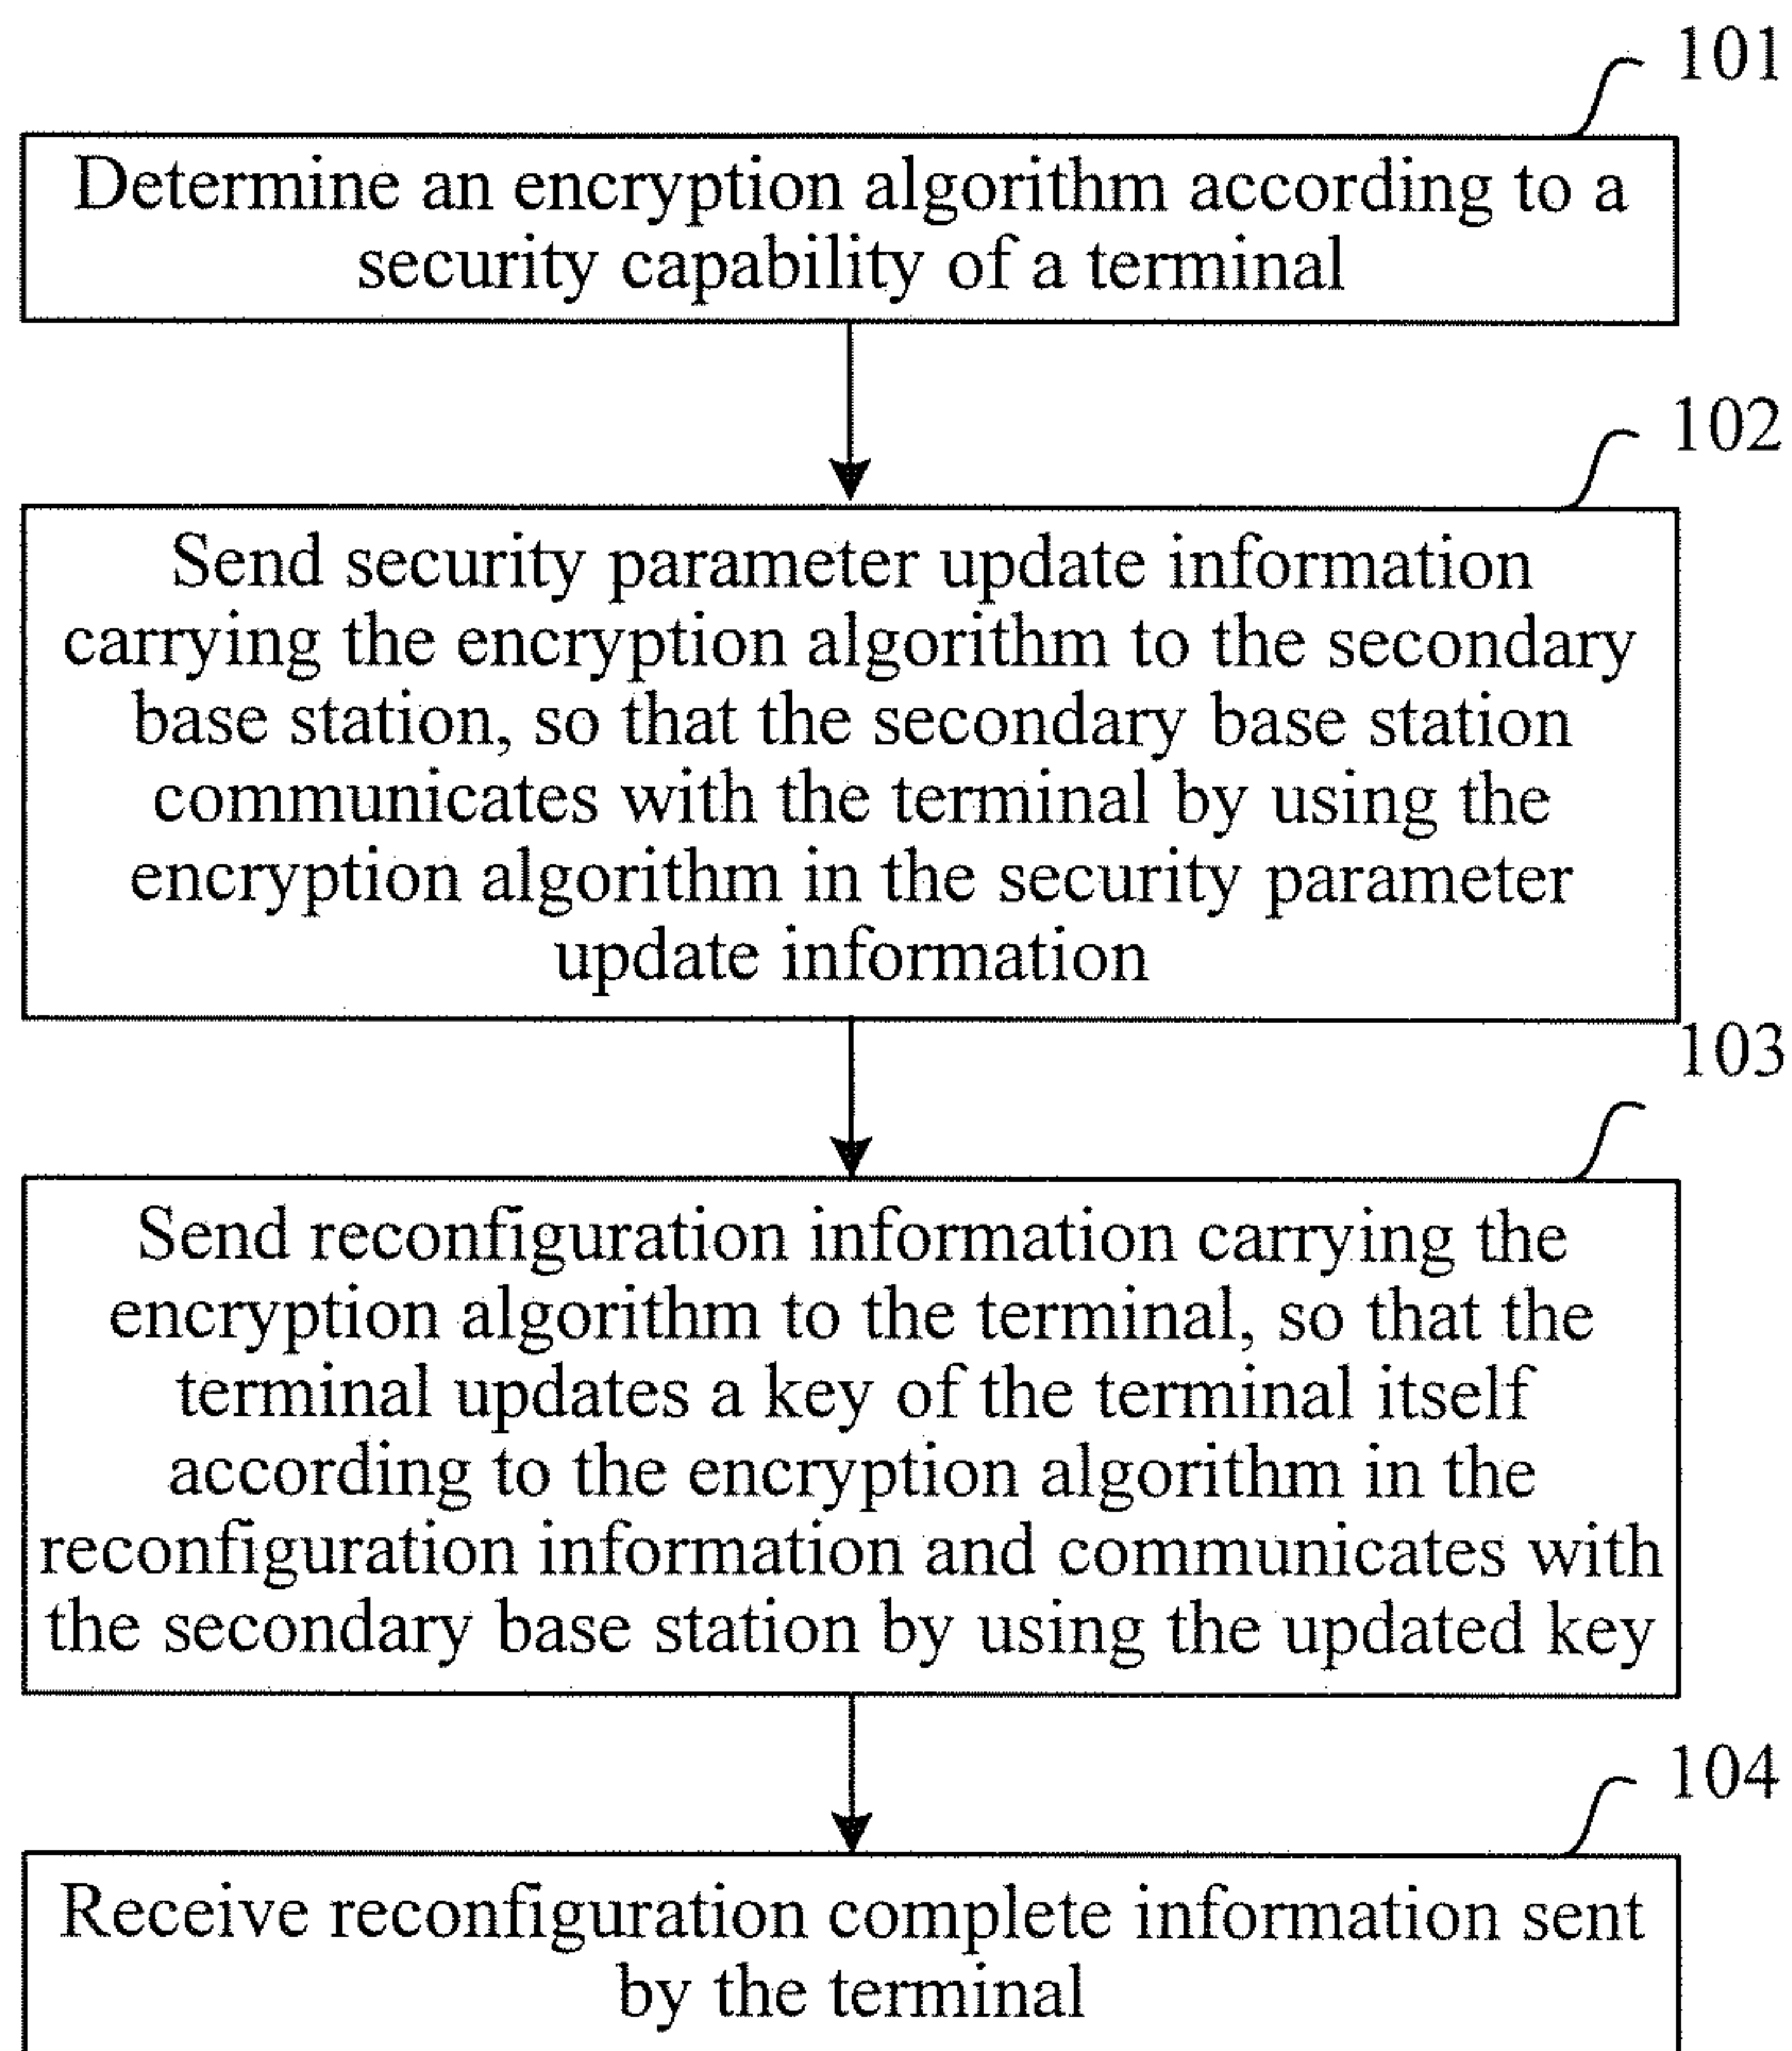 101
Determine an encryption algorithm according to a
security capability of a terminal
102
Send security parameter update information
carrying the encryption algorithm to the secondary
base station, so that the secondary base station
communicates with the terminal by using the
encryption algorithm in the security parameter
update information
103
Send reconfiguration information carrying the
encryption algorithm to the terminal, so that the
terminal updates a key of the terminal itself
according to the encryption algorithm in the
reconfiguration information and communicates with
the secondary base station by using the updated key
104
Receive reconfiguration complete information sent
by the terminal